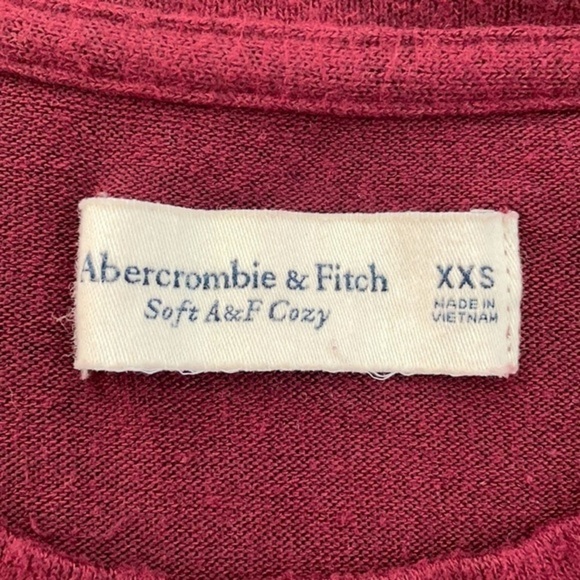 Abercrombie & Fitch
Soft A&F Cozy
XXS
MADE IN
VIETNAM